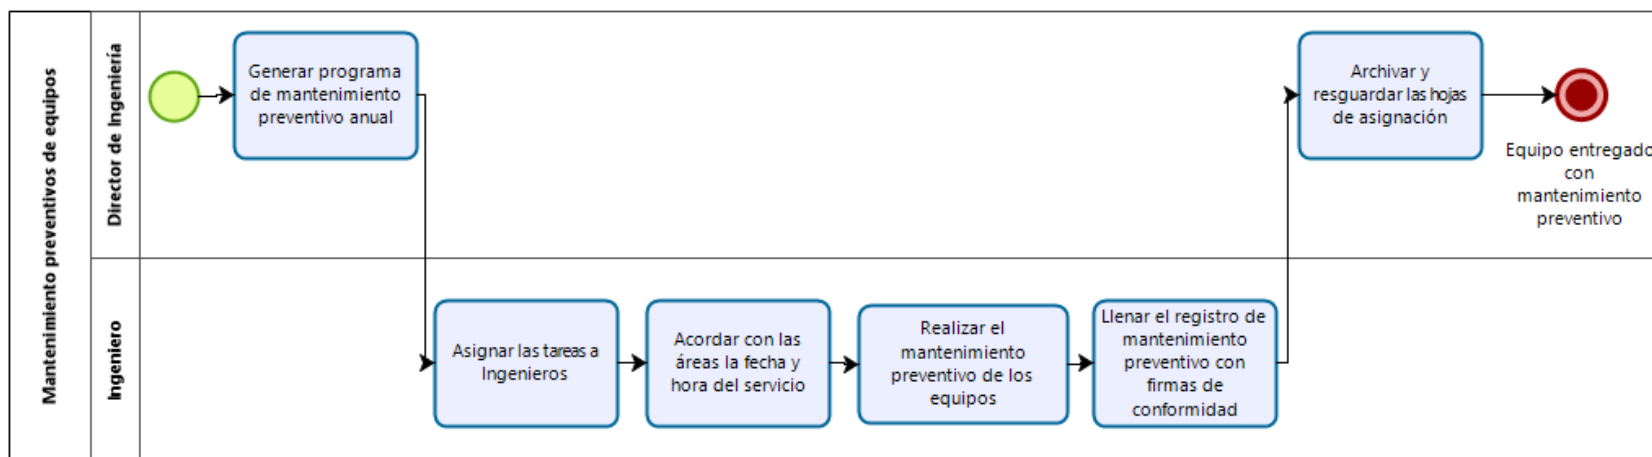 Mantenimiento preventivos de equipos
Director de Ingeniería
Generar programa
de mantenimiento
preventivo anual
Archivar y
resguardar las hojas
de asignación
Equipo entregado
con
mantenimiento
preventivo
Ingeniero
Asignar las tareas a
Ingenieros
Acordar con las
áreas la fecha y
hora del servicio
Realizar el
mantenimiento
preventivo de los
equipos
Llenar el registro de
mantenimiento
preventivo con
firmas de
conformidad